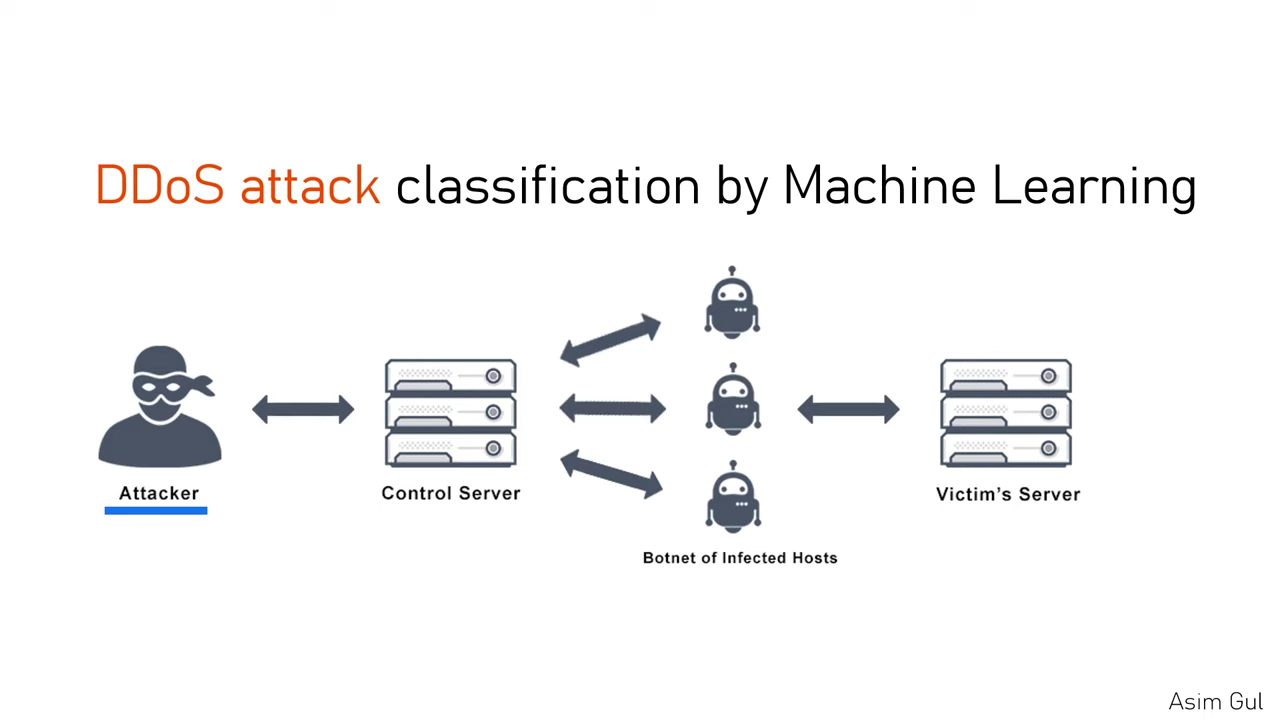 DDoS attack classification by Machine Learning
Attacker
Control Server
Victim's Server
Botnet of Infected Hosts
Asim Gul